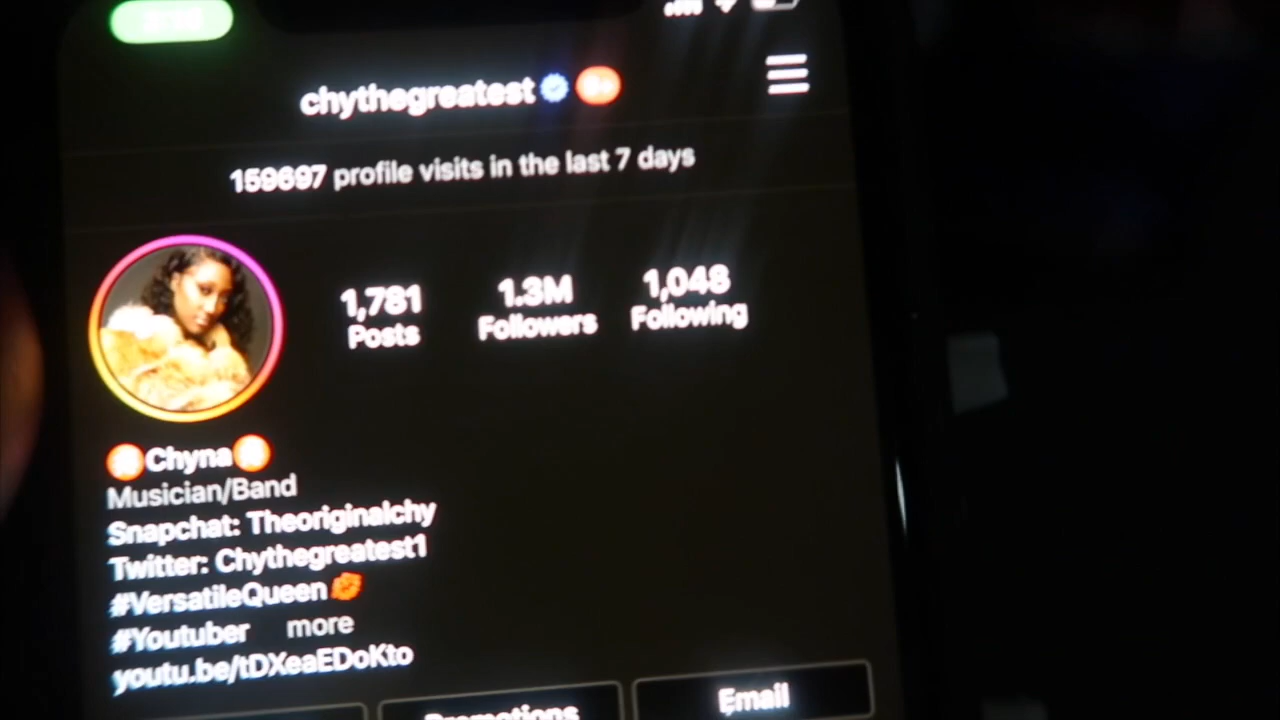 chythegreatest 9+
159697 profile visits in the last 7 days
1,781 1.3M 1,048
Posts Followers Following
Chyna
Musician/Band
Snapchat: Theoriginalchy
Twitter: Chythegreatest1
#VersatileQueen
#Youtuber more
youtu.be/tDXeaEDoKto
Promotions Email